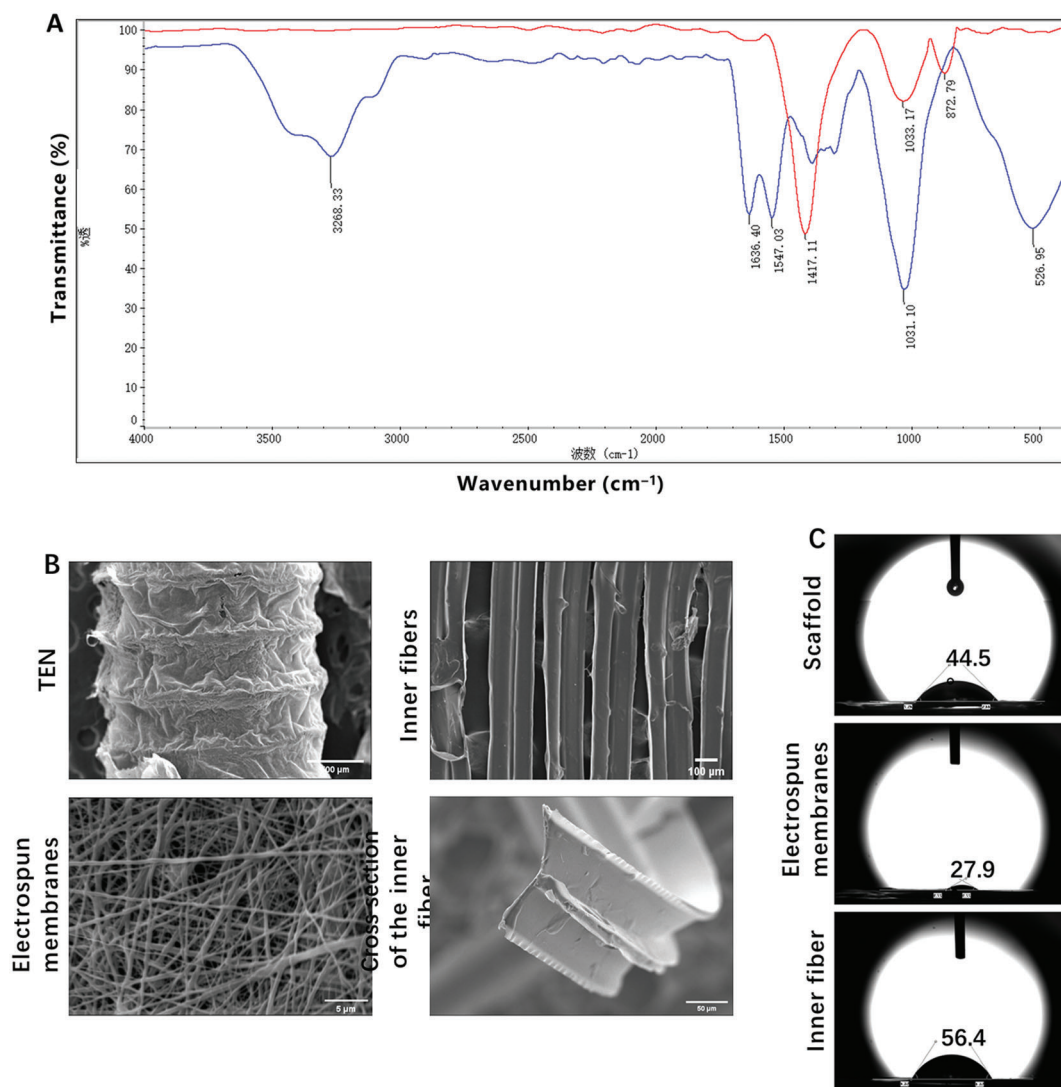 A
100
90
80
70
60
50
40
30
20
10
0
Transmittance (%)
%透
3268.33
1636.40
1547.03
1417.11
1033.17
1031.10
872.79
526.95
4000
3500
3000
2500
2000
1500
1000
500
波数 (cm-1)
Wavenumber (cm⁻¹)
B
TEN
Inner fibers
100 µm
Electrospun
membranes
5 µm
Cross section
of the inner
fiber
50 µm
C
Scaffold
44.5
Electrospun
membranes
27.9
Inner fiber
56.4